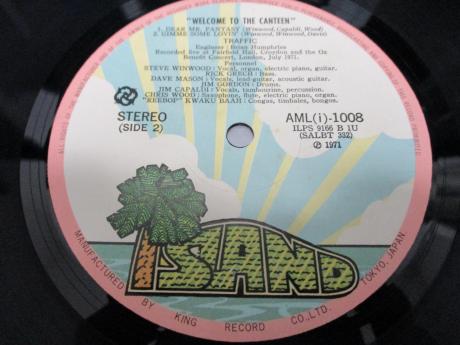 "WELCOME TO THE CANTEEN"
1. DEAR MR. FANTASY (Winwood, Capaldi, Wood)
2. GIMME SOME LOVIN' (Winwood, Winwood, Davis)
TRAFFIC
Engineer : Brian Humphries
Recorded live at Fairfield Hall, Croydon and the Oz
Benefit Concert, London, July 1971.
Personnel
STEVE WINWOOD : Vocal, organ, electric piano, guitar.
RICK GRECH : Bass.
DAVE MASON : Vocals, lead-guitar, acoustic guitar.
JIM GORDON : Drums.
JIM CAPALDI : Vocals, tambourine, percussion.
CHRIS WOOD : Saxophone, flute, electric piano, organ.
"REEBOP" KWAKU BAAH : Congas, timbales, bongos.
STEREO
(SIDE 2)
AML(i)-1008
ILPS 9166 B 1U
(SALBT 332)
Ⓟ 1971
ISLAND
MANUFACTURED BY KING RECORD CO., LTD. TOKYO, JAPAN.